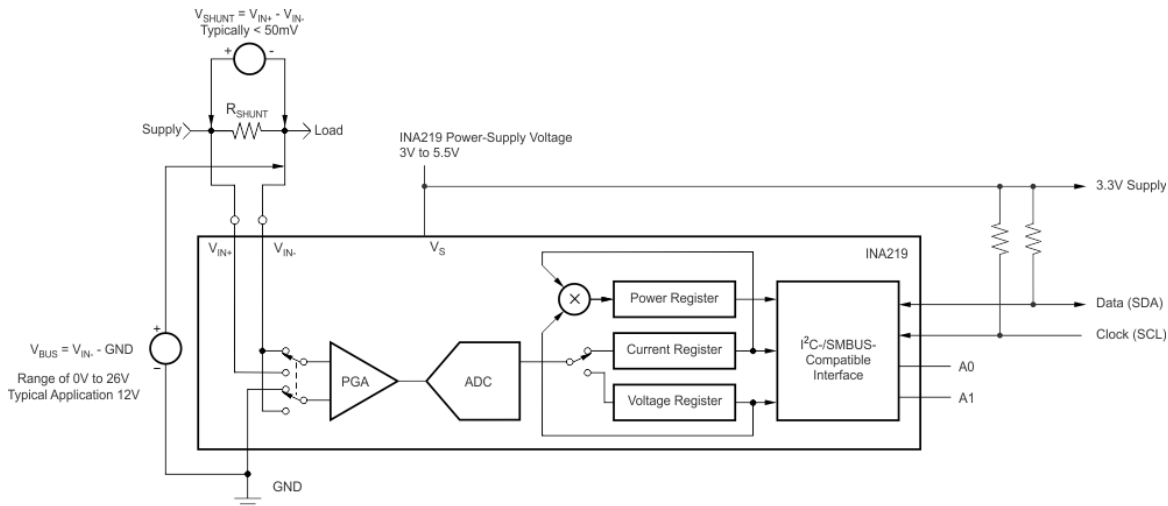 V_SHUNT = V_IN+ - V_IN-
Typically < 50mV
+
-
R_SHUNT
Supply
Load
INA219 Power-Supply Voltage
3V to 5.5V
3.3V Supply
V_IN+
V_IN-
V_S
INA219
×
Power Register
Data (SDA)
+
Clock (SCL)
V_BUS = V_IN- - GND
−
Range of 0V to 26V
Typical Application 12V
PGA
ADC
Current Register
I²C-/SMBUS-
Compatible
Interface
A0
Voltage Register
A1
GND